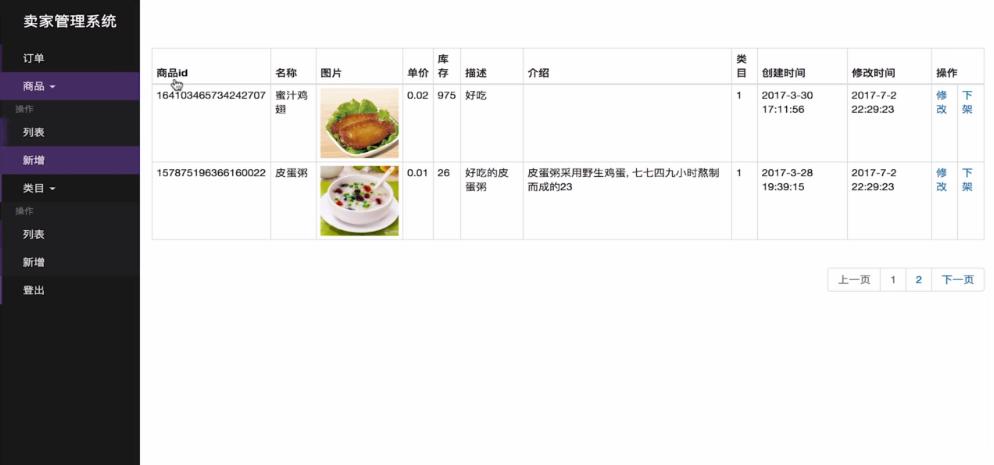 卖家管理系统
订单
商品
操作
列表
新增
类目
操作
列表
新增
登出
商品id 名称 图片 单价 库存 描述 介绍 类目 创建时间 修改时间 操作
164103465734242707 蜜汁鸡翅 0.02 975 好吃 1 2017-3-30 17:11:56 2017-7-2 22:29:23 修改 下架
157875196366160022 皮蛋粥 0.01 26 好吃的皮蛋粥 皮蛋粥采用野生鸡蛋, 七七四九小时熬制而成的23 1 2017-3-28 19:39:15 2017-7-2 22:29:23 修改 下架
上一页 1 2 下一页